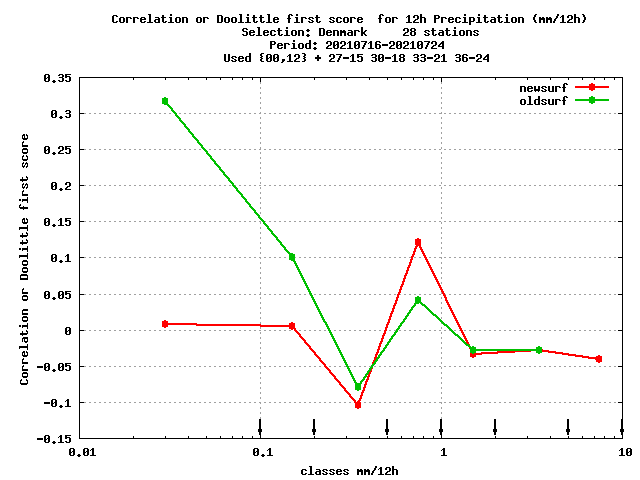 Correlation or Doolittle first score  for 12h Precipitation (mm/12h)
Selection: Denmark     28 stations
Period: 20210716-20210724
Used {00,12} + 27-15 30-18 33-21 36-24
newsurf
oldsurf
Correlation or Doolittle first score
0.35
0.3
0.25
0.2
0.15
0.1
0.05
0
-0.05
-0.1
-0.15
0.01 0.1 1 10
classes mm/12h